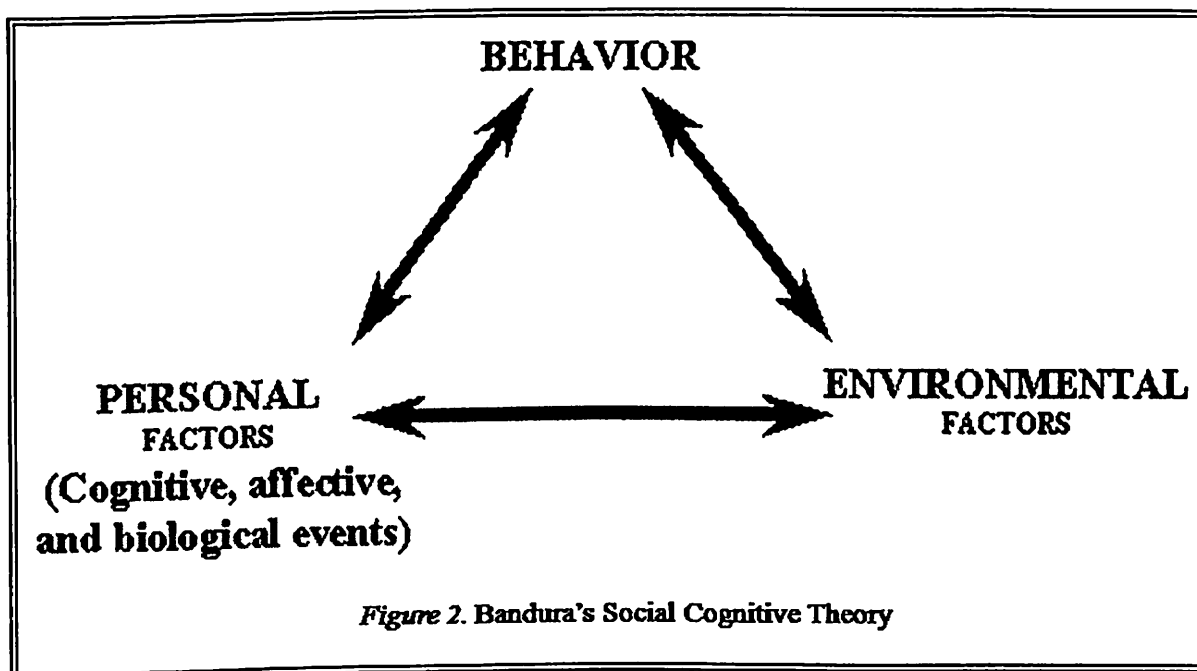 BEHAVIOR
PERSONAL
FACTORS
(Cognitive, affective,
and biological events)
ENVIRONMENTAL
FACTORS
Figure 2. Bandura's Social Cognitive Theory